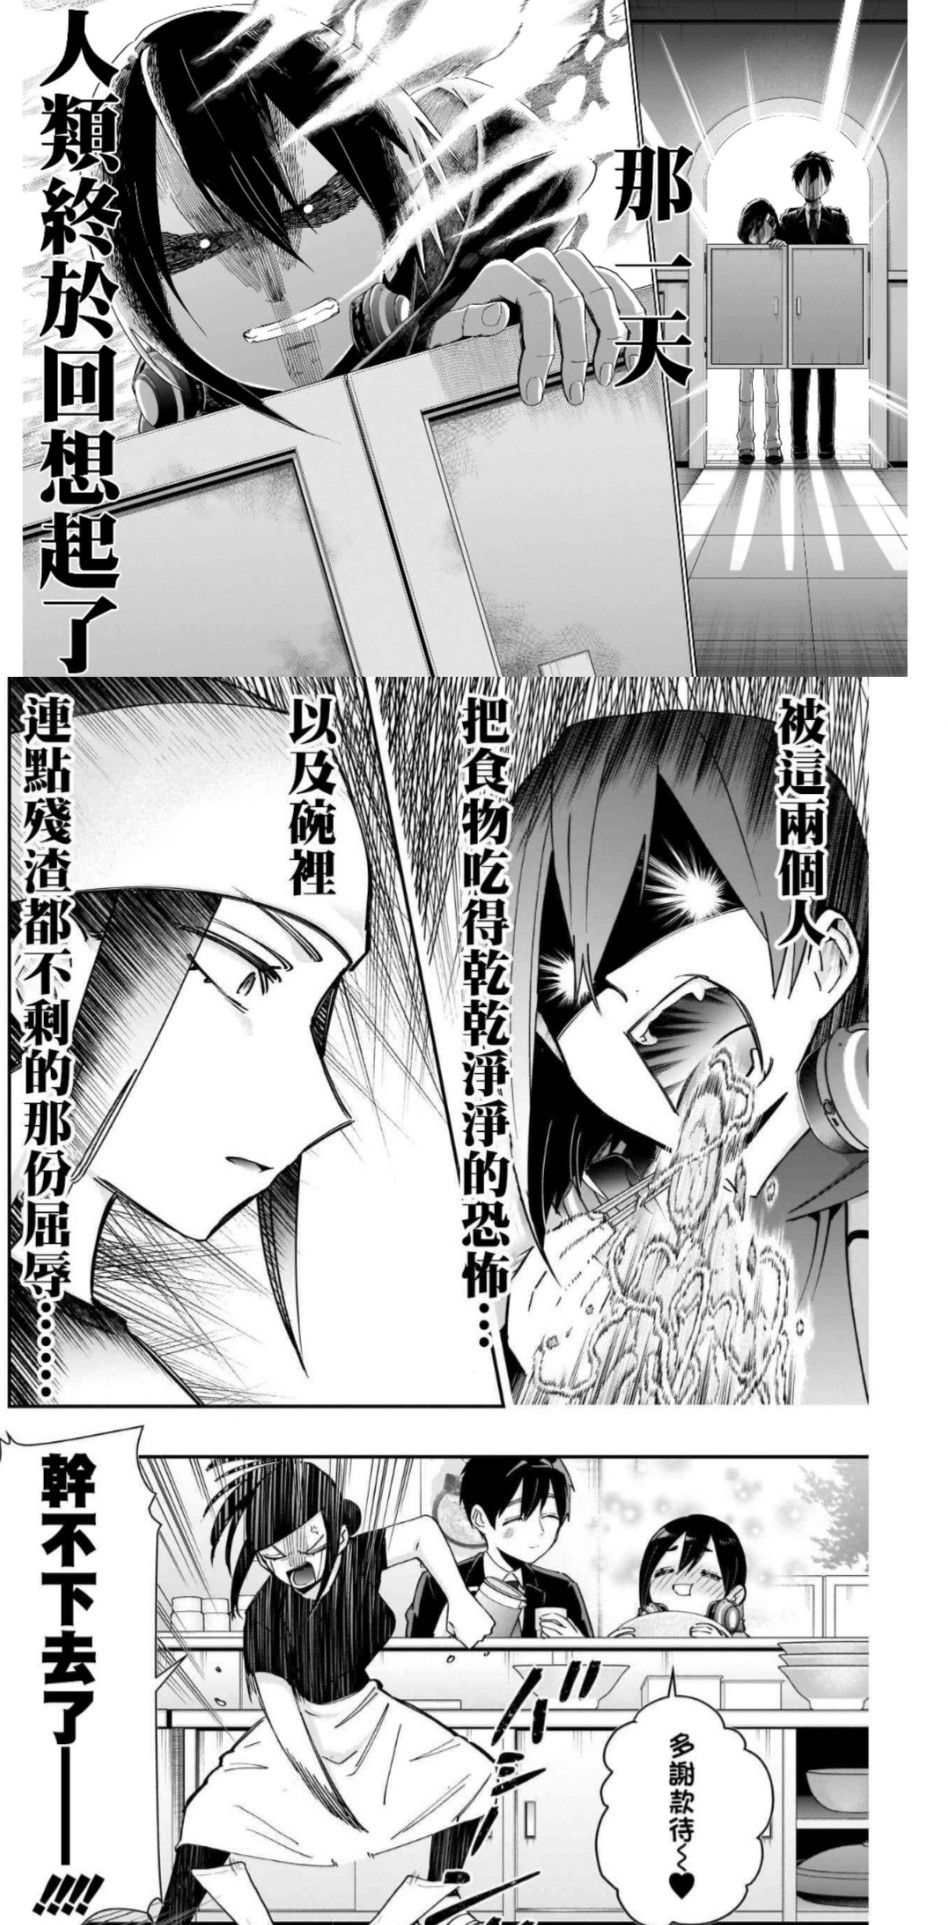 那一天
人類終於回想起了
被這兩個人
把食物吃得乾乾淨淨的恐怖…
以及碗裡
連點殘渣都不剩的那份屈辱……
多謝款待～♥
幹不下去了——!!!!